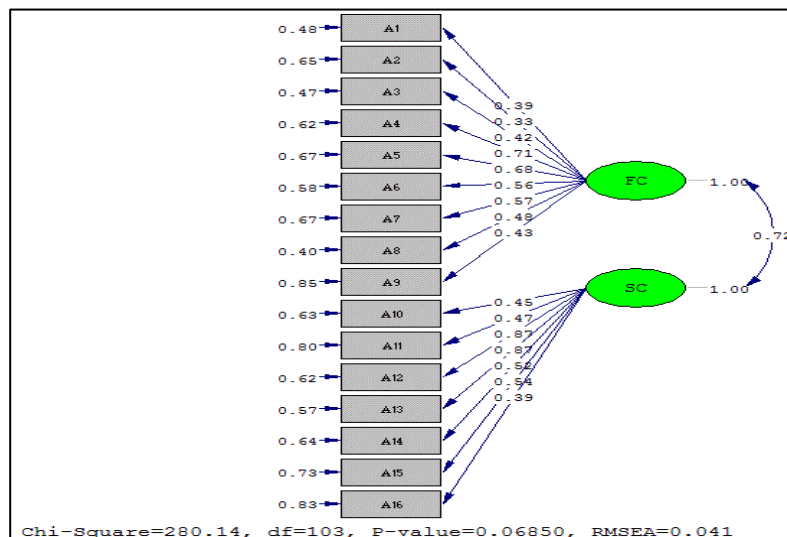 0.48 A1
0.65 A2
0.47 A3
0.39
0.62 A4
0.33
0.42
0.67 A5
0.71
0.68
0.58 A6
0.56
FC 1.00
0.57
0.67 A7
0.48
0.43
0.72
0.40 A8
0.85 A9
SC 1.00
0.63 A10
0.45
0.47
0.80 A11
0.87
0.87
0.62 A12
0.52
0.54
0.57 A13
0.39
0.64 A14
0.73 A15
0.83 A16
Chi-Square=280.14, df=103, P-value=0.06850, RMSEA=0.041